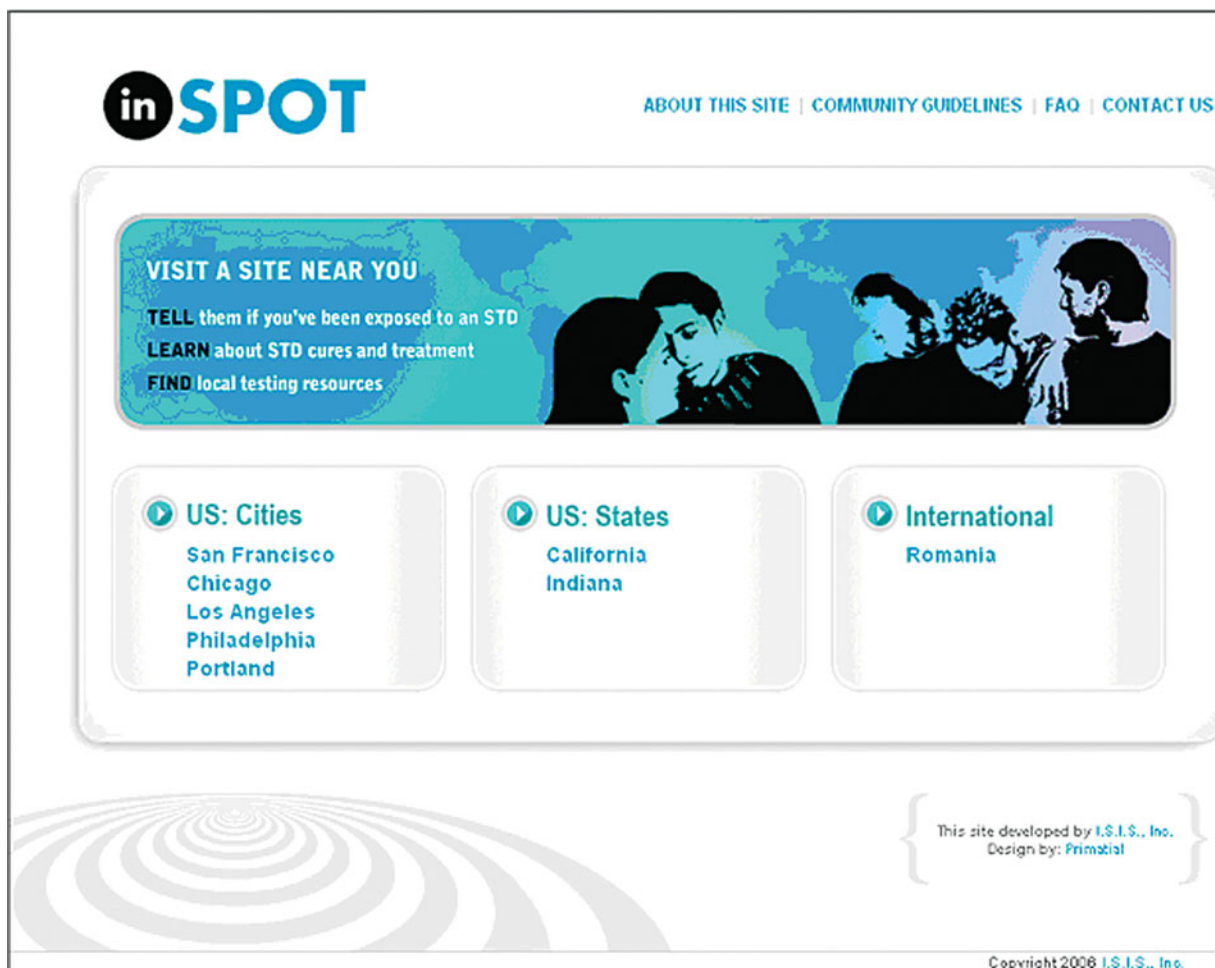 inSPOT
ABOUT THIS SITE | COMMUNITY GUIDELINES | FAQ | CONTACT US
VISIT A SITE NEAR YOU
TELL them if you've been exposed to an STD
LEARN about STD cures and treatment
FIND local testing resources
US: Cities
San Francisco
Chicago
Los Angeles
Philadelphia
Portland
US: States
California
Indiana
International
Romania
This site developed by I.S.I.S., Inc.
Design by: Primatial
Copyright 2006 I.S.I.S., Inc.